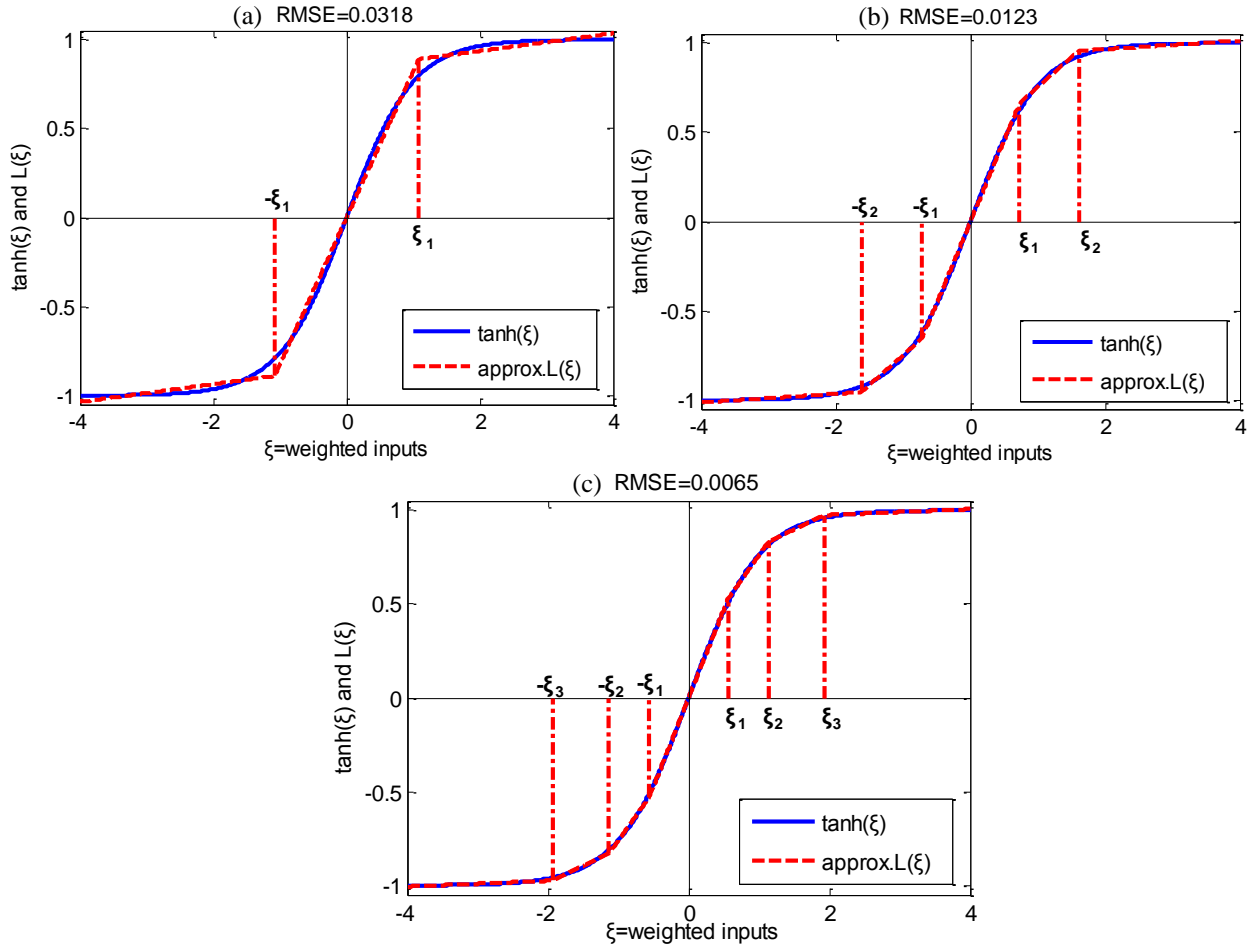 (a) RMSE=0.0318
1
0.5
0
-0.5
-1
-4
-2
0
2
4
-ξ1
ξ1
tanh(ξ) and L(ξ)
ξ=weighted inputs
tanh(ξ)
approx.L(ξ)
(b) RMSE=0.0123
1
0.5
0
-0.5
-1
-4
-2
0
2
4
-ξ2
-ξ1
ξ1
ξ2
tanh(ξ) and L(ξ)
ξ=weighted inputs
tanh(ξ)
approx.L(ξ)
(c) RMSE=0.0065
1
0.5
0
-0.5
-1
-4
-2
0
2
4
-ξ3
-ξ2
-ξ1
ξ1
ξ2
ξ3
tanh(ξ) and L(ξ)
ξ=weighted inputs
tanh(ξ)
approx.L(ξ)